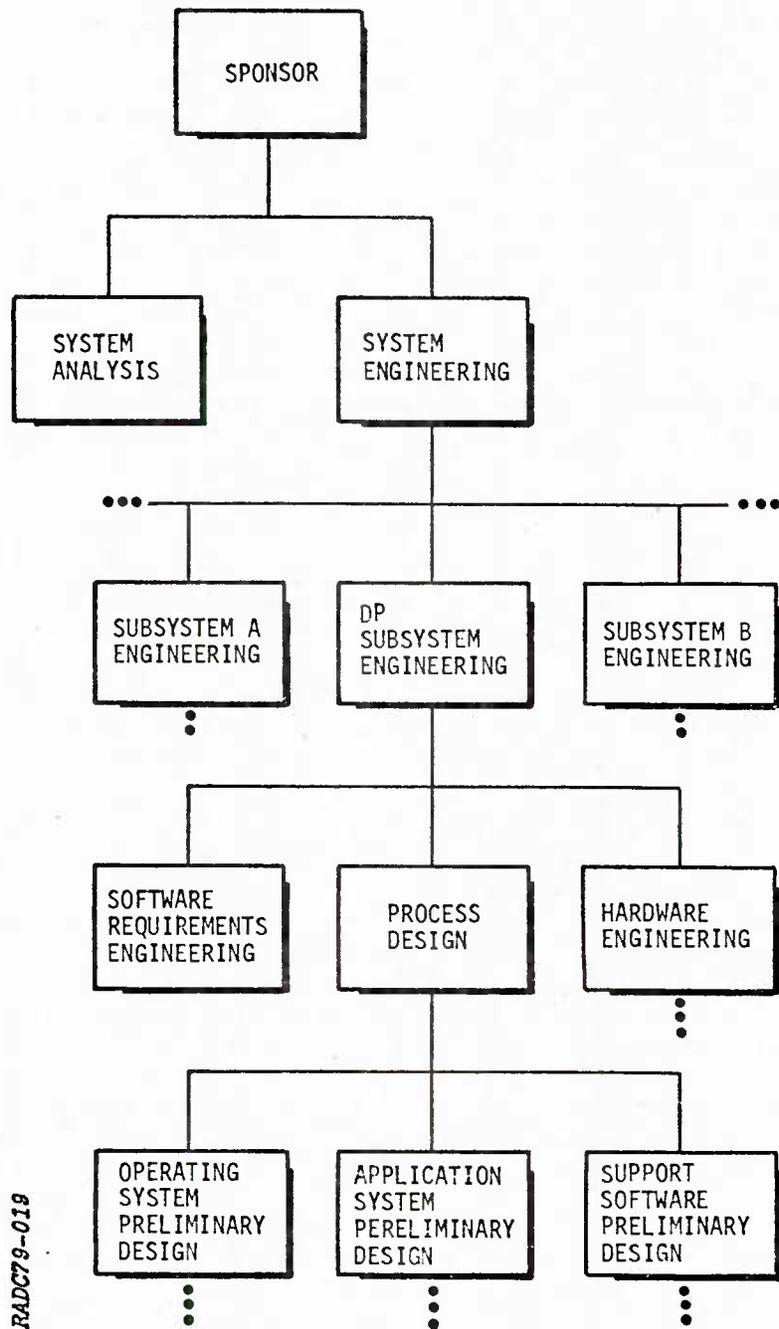 SPONSOR
SYSTEM
ANALYSIS
SYSTEM
ENGINEERING
SUBSYSTEM A
ENGINEERING
DP
SUBSYSTEM
ENGINEERING
SUBSYSTEM B
ENGINEERING
SOFTWARE
REQUIREMENTS
ENGINEERING
PROCESS
DESIGN
HARDWARE
ENGINEERING
OPERATING
SYSTEM
PRELIMINARY
DESIGN
APPLICATION
SYSTEM
PERELIMINARY
DESIGN
SUPPORT
SOFTWARE
PRELIMINARY
DESIGN
RADC79-019